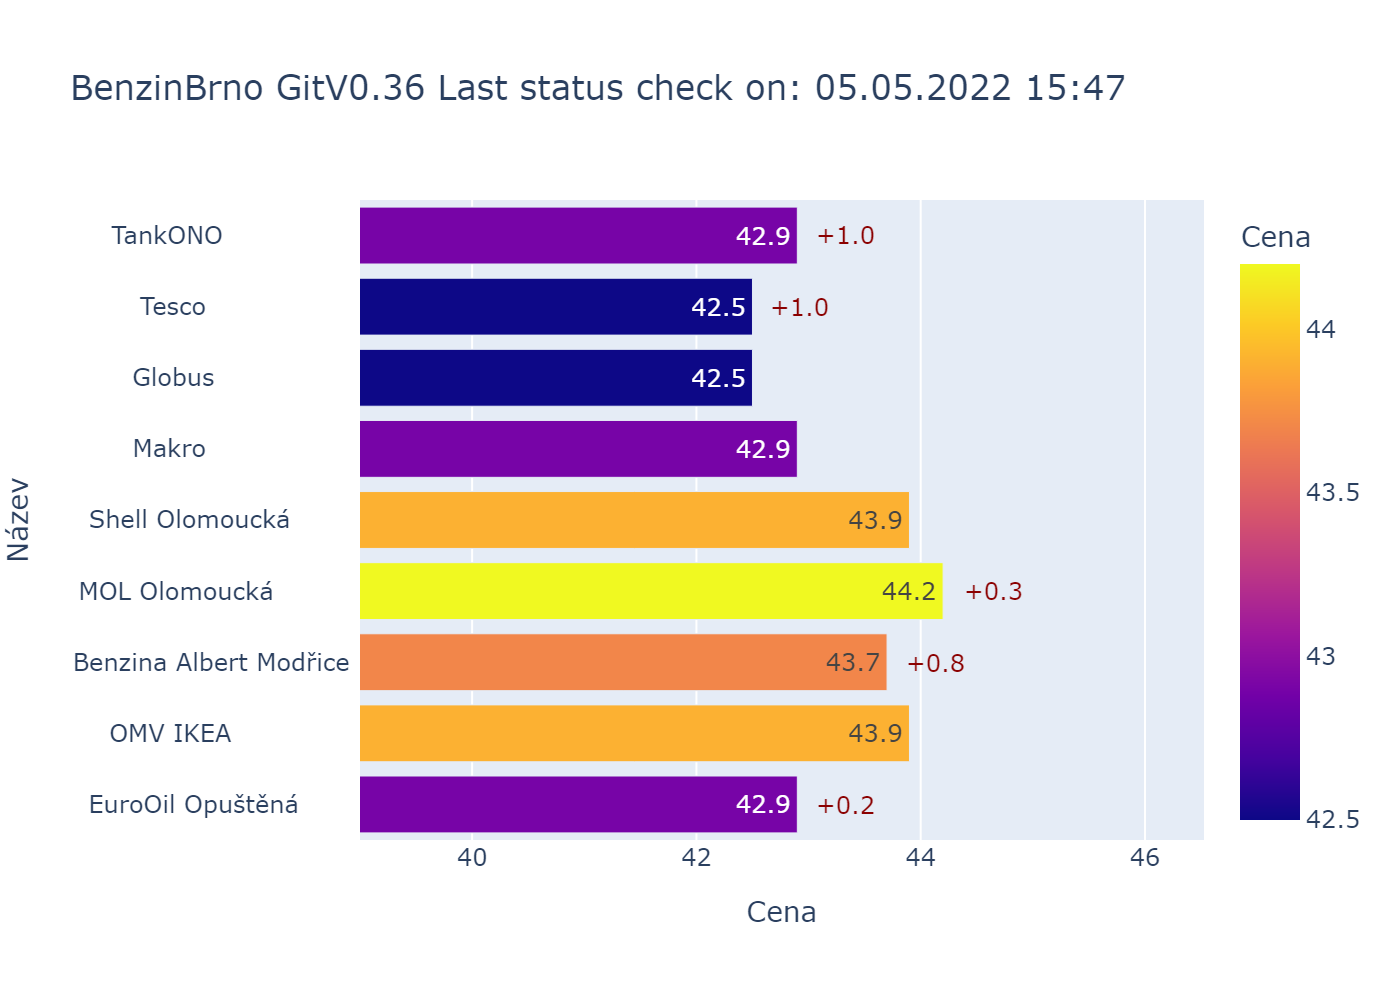 BenzinBrno GitV0.36 Last status check on: 05.05.2022 15:47
TankONO 42.9 +1.0
Tesco 42.5 +1.0
Globus 42.5
Makro 42.9
Shell Olomoucká 43.9
MOL Olomoucká 44.2 +0.3
Benzina Albert Modřice 43.7 +0.8
OMV IKEA 43.9
EuroOil Opuštěná 42.9 +0.2
Název
40 42 44 46
Cena
Cena
44
43.5
43
42.5